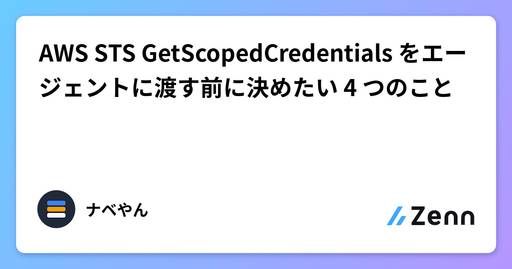 AWS STS GetScopedCredentials をエー
ジェントに渡す前に決めたい 4 つのこと
ナベやん
Zenn